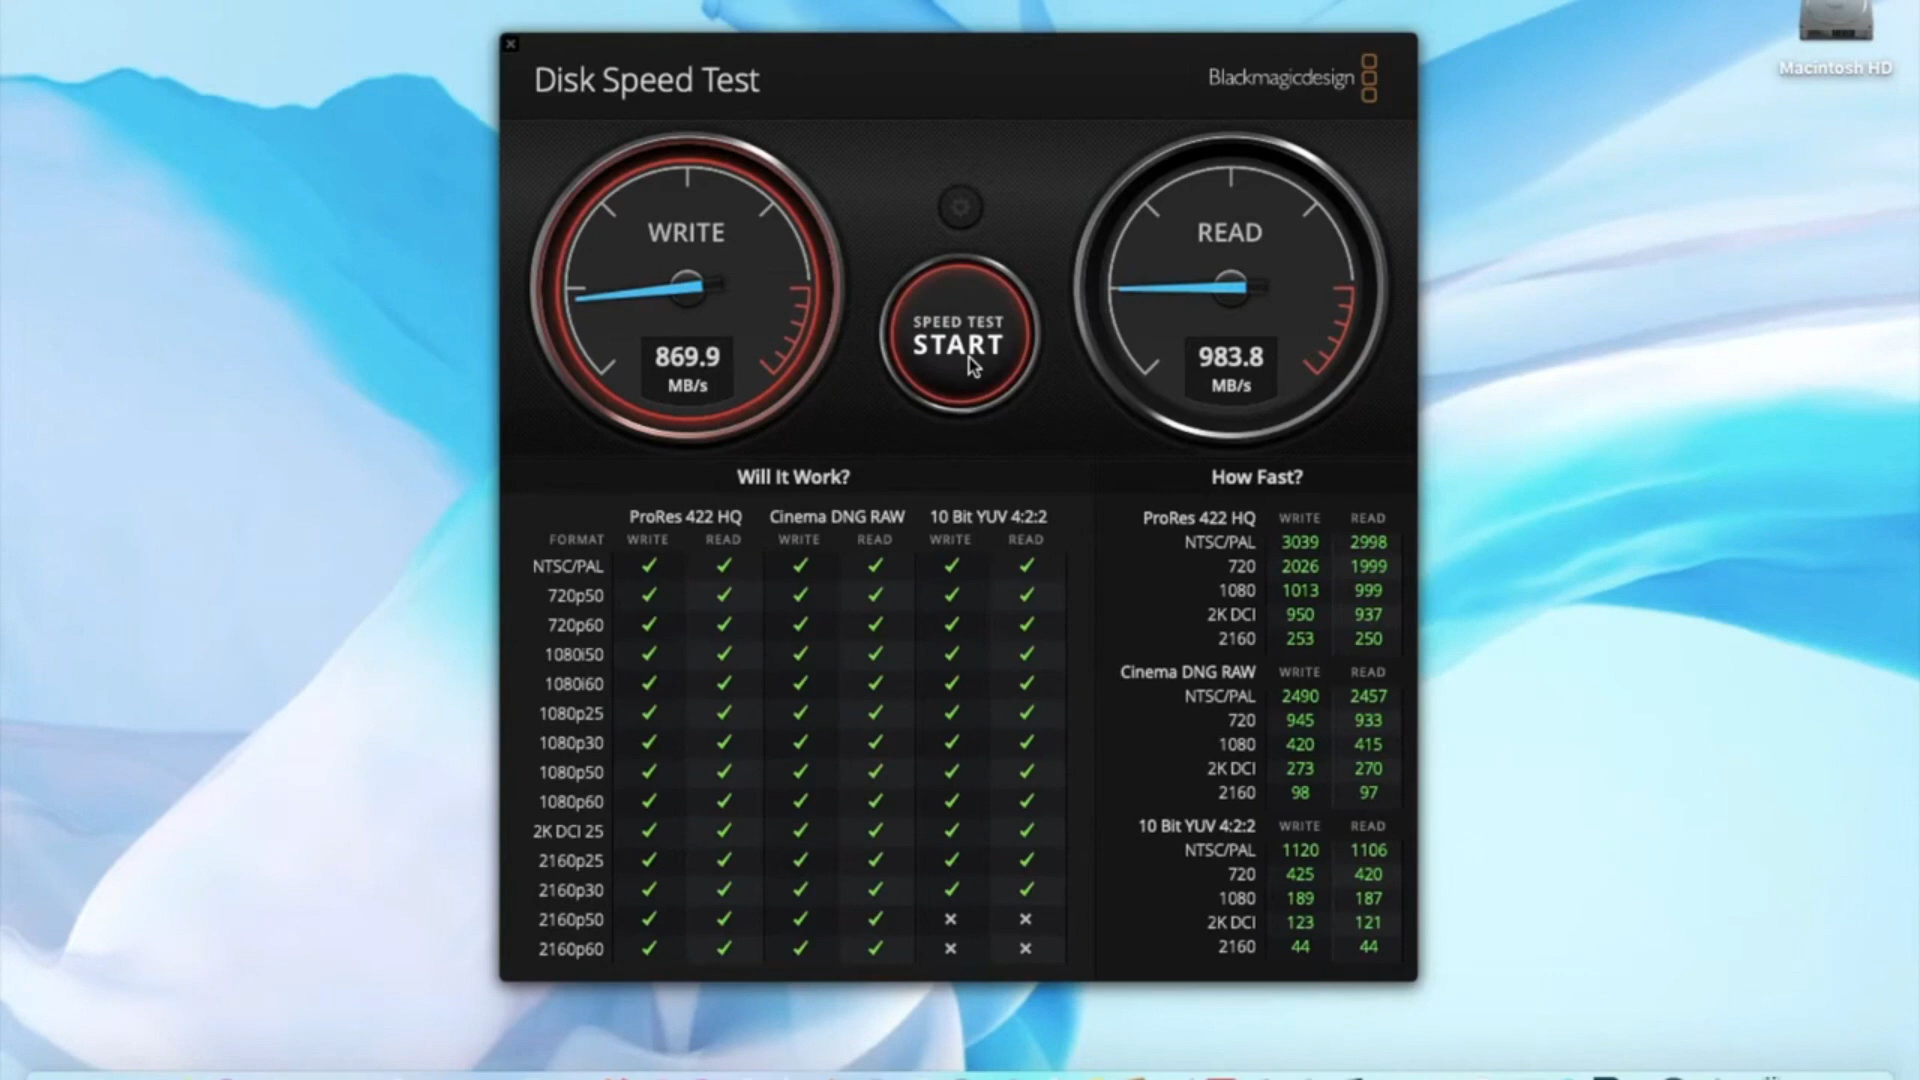 Macintosh HD
Disk Speed Test
Blackmagicdesign
WRITE
869.9
MB/s
SPEED TEST
START
READ
983.8
MB/s
Will It Work?
ProRes 422 HQ Cinema DNG RAW 10 Bit YUV 4:2:2
FORMAT WRITE READ WRITE READ WRITE READ
NTSC/PAL ✓ ✓ ✓ ✓ ✓ ✓
720p50 ✓ ✓ ✓ ✓ ✓ ✓
720p60 ✓ ✓ ✓ ✓ ✓ ✓
1080i50 ✓ ✓ ✓ ✓ ✓ ✓
1080i60 ✓ ✓ ✓ ✓ ✓ ✓
1080p25 ✓ ✓ ✓ ✓ ✓ ✓
1080p30 ✓ ✓ ✓ ✓ ✓ ✓
1080p50 ✓ ✓ ✓ ✓ ✓ ✓
1080p60 ✓ ✓ ✓ ✓ ✓ ✓
2K DCI 25 ✓ ✓ ✓ ✓ ✓ ✓
2160p25 ✓ ✓ ✓ ✓ ✓ ✓
2160p30 ✓ ✓ ✓ ✓ ✓ ✓
2160p50 ✓ ✓ ✓ ✓ × ×
2160p60 ✓ ✓ ✓ ✓ × ×
How Fast?
ProRes 422 HQ WRITE READ
NTSC/PAL 3039 2998
720 2026 1999
1080 1013 999
2K DCI 950 937
2160 253 250
Cinema DNG RAW WRITE READ
NTSC/PAL 2490 2457
720 945 933
1080 420 415
2K DCI 273 270
2160 98 97
10 Bit YUV 4:2:2 WRITE READ
NTSC/PAL 1120 1106
720 425 420
1080 189 187
2K DCI 123 121
2160 44 44